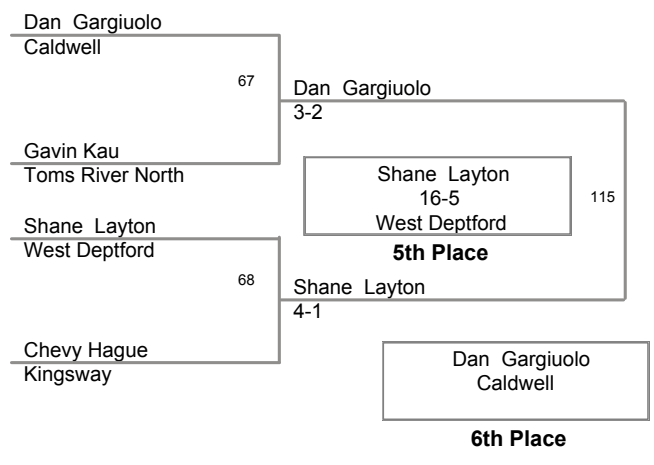 Dan Gargiuolo
Caldwell
67
Dan Gargiuolo
3-2
Gavin Kau
Toms River North
Shane Layton
16-5
West Deptford
5th Place
115
Shane Layton
West Deptford
68
Shane Layton
4-1
Chevy Hague
Kingsway
Dan Gargiuolo
Caldwell
6th Place